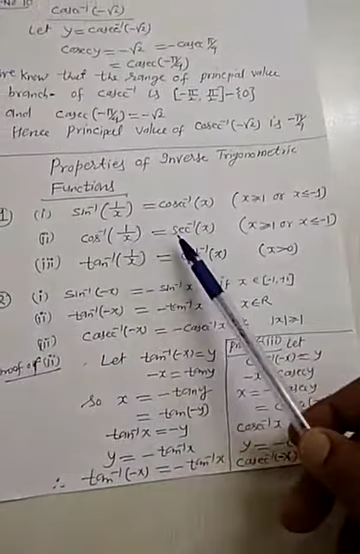 cosec⁻¹(-√2)
Let y = cosec⁻¹(-√2)
cosec y = -√2 = -cosec π/4
= cosec(-π/4)
we know that the range of principal value
branch of cosec⁻¹ is [-π/2, π/2]-{0}
and cosec(-π/4) = -√2
Hence Principal value of cosec⁻¹(-√2) is -π/4
Properties of Inverse Trigonometric
Functions
1) (i) sin⁻¹(1/x) = cosec⁻¹(x) (x≥1 or x≤-1)
(ii) cos⁻¹(1/x) = sec⁻¹(x) (x≥1 or x≤-1)
(iii) tan⁻¹(1/x) = ⁻¹(x) (x>0)
2) (i) sin⁻¹(-x) = -sin⁻¹x if x∈[-1,1]
(ii) tan⁻¹(-x) = -tan⁻¹x x∈R
(iii) cosec⁻¹(-x) = -cosec⁻¹x |x|≥1
Proof of (ii) Let tan⁻¹(-x) = y
-x = tany
So x = -tany
= tan(-y)
tan⁻¹x = -y
y = -tan⁻¹x
∴ tan⁻¹(-x) = -tan⁻¹x
(iii) Let
(-x) = y
-x cosecy
x =
cosec⁻¹x
y = -
cosec⁻¹(-x)